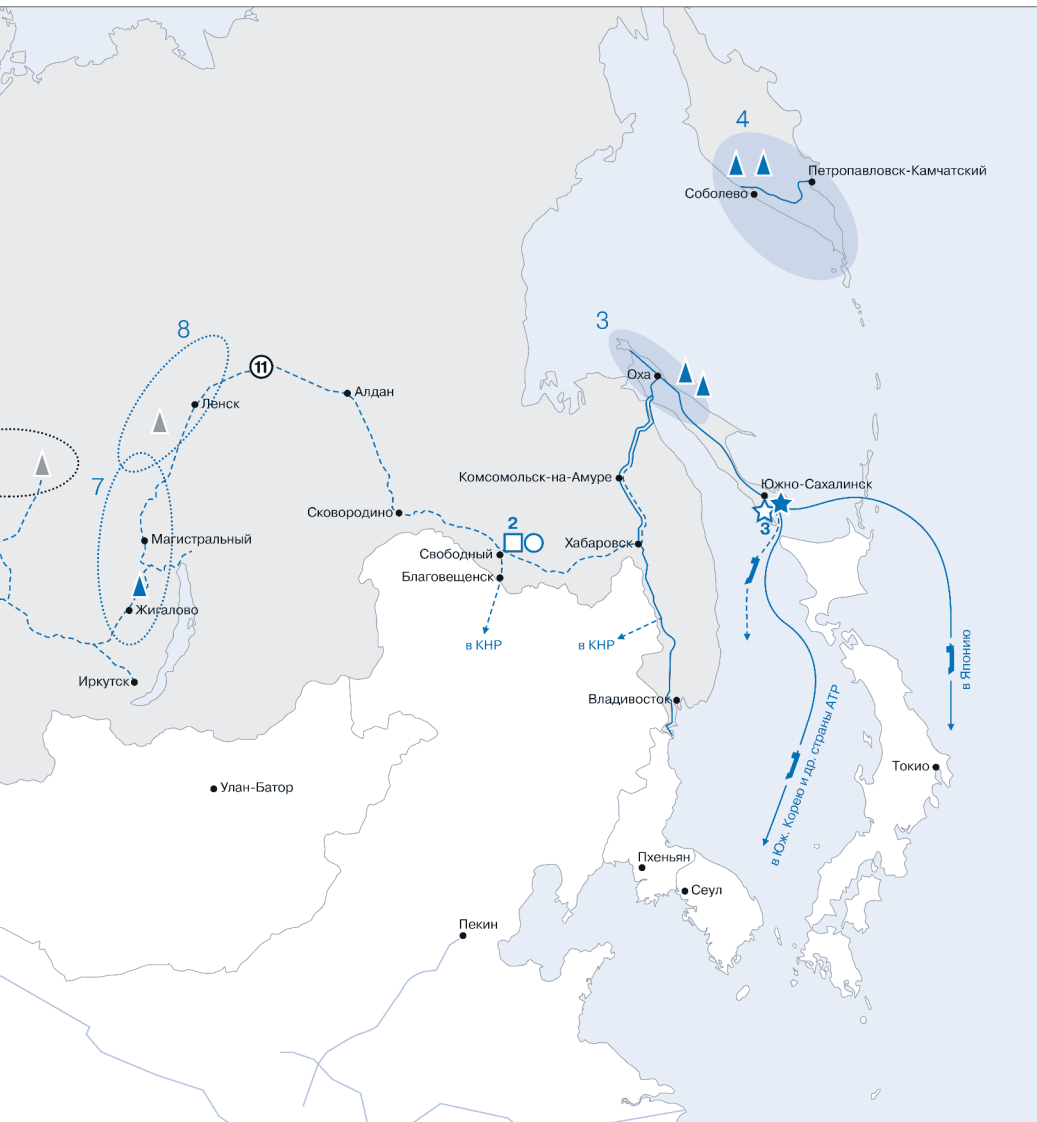 4
Петропавловск-Камчатский
Соболево
3
8
11
Оха
Алдан
Ленск
7
Комсомольск-на-Амуре
Южно-Сахалинск
3
Сковородино
2
Магистральный
Хабаровск
Свободный
Благовещенск
Жигалово
в КНР
в КНР
в Японию
Иркутск
Владивосток
в Юж. Корею и др. страны АТР
Токио
Улан-Батор
Пхеньян
Сеул
Пекин